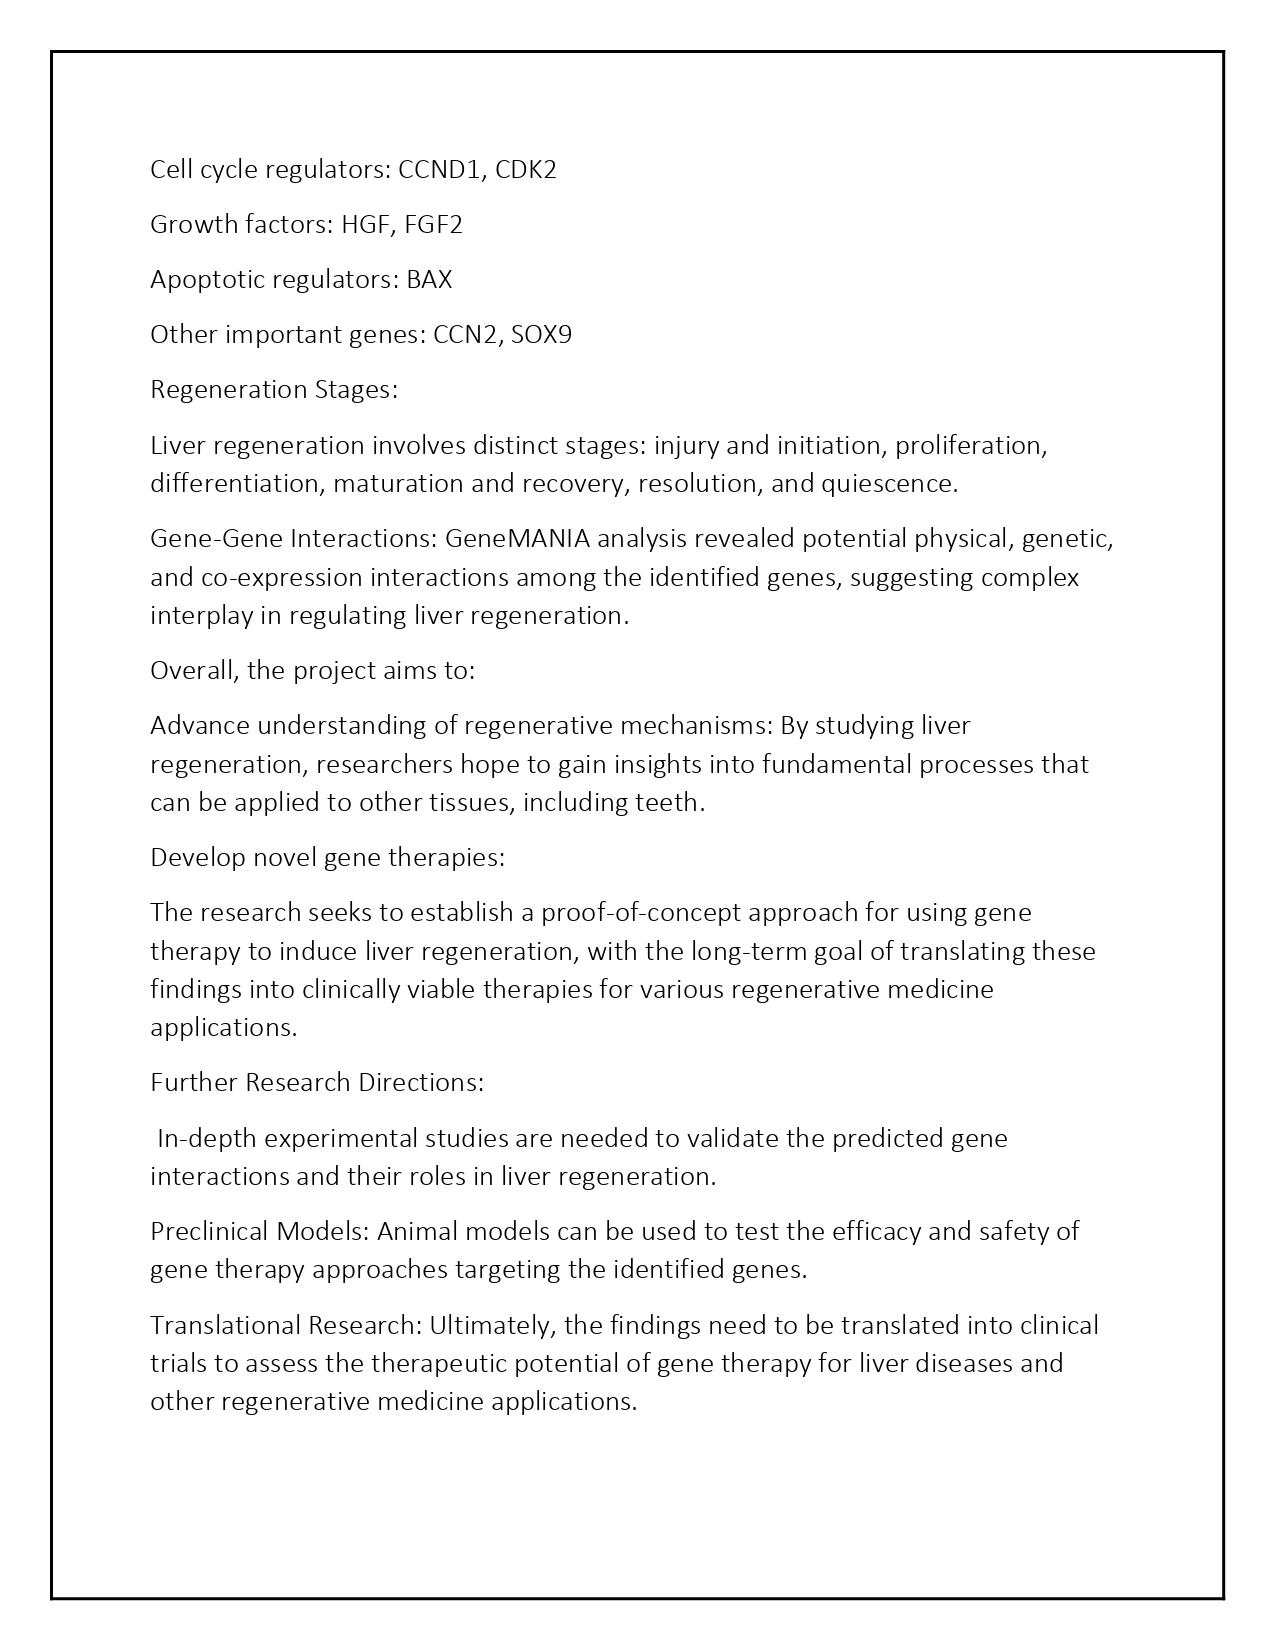 Cell cycle regulators: CCND1, CDK2
Growth factors: HGF, FGF2
Apoptotic regulators: BAX
Other important genes: CCN2, SOX9
Regeneration Stages:
Liver regeneration involves distinct stages: injury and initiation, proliferation,
differentiation, maturation and recovery, resolution, and quiescence.
Gene-Gene Interactions: GeneMANIA analysis revealed potential physical, genetic,
and co-expression interactions among the identified genes, suggesting complex
interplay in regulating liver regeneration.
Overall, the project aims to:
Advance understanding of regenerative mechanisms: By studying liver
regeneration, researchers hope to gain insights into fundamental processes that
can be applied to other tissues, including teeth.
Develop novel gene therapies:
The research seeks to establish a proof-of-concept approach for using gene
therapy to induce liver regeneration, with the long-term goal of translating these
findings into clinically viable therapies for various regenerative medicine
applications.
Further Research Directions:
In-depth experimental studies are needed to validate the predicted gene
interactions and their roles in liver regeneration.
Preclinical Models: Animal models can be used to test the efficacy and safety of
gene therapy approaches targeting the identified genes.
Translational Research: Ultimately, the findings need to be translated into clinical
trials to assess the therapeutic potential of gene therapy for liver diseases and
other regenerative medicine applications.